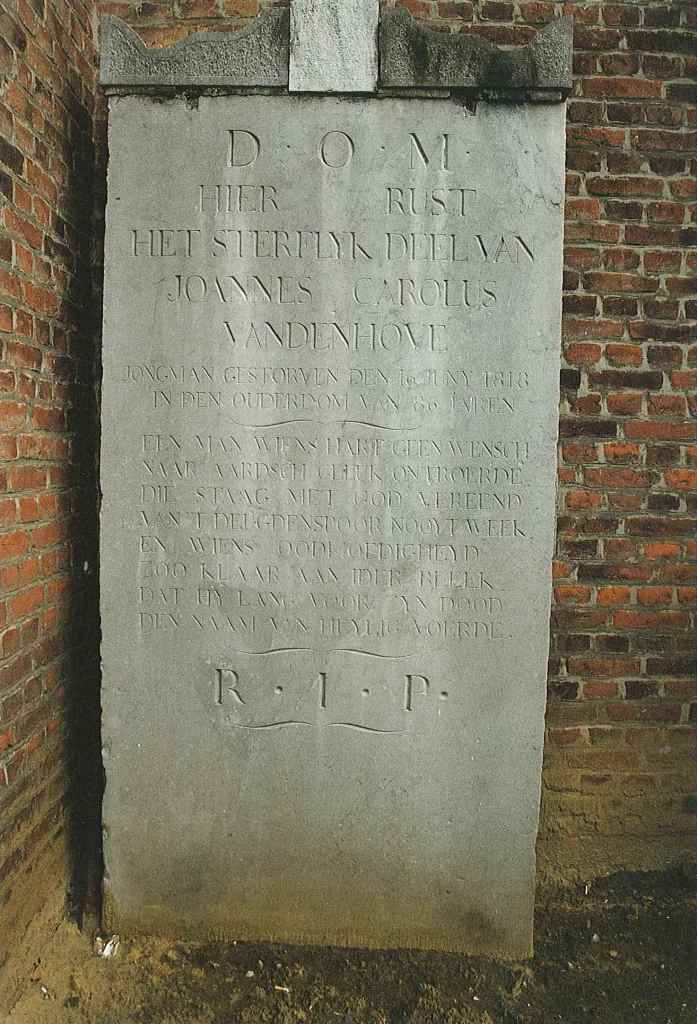 D · O · M ·
HIER RUST
HET STERFLYK DEEL VAN
JOANNES CAROLUS
VANDENHOVE
JONGMAN GESTORVEN DEN 16 JUNY 1818
IN DEN OUDERDOM VAN 86 JAREN
EEN MAN WIENS HART GEEN WENSCH
NAAR AARDSCH GELUK ONTROERDE
DIE STAAG MET GOD VEREEND
VAN'T DEUGDENSPOOR NOOYT WEEK
EN WIENS OODMOEDIGHEYD
ZOO KLAAR AAN IDER BLEEK
DAT HY LANG VOOR ZYN DOOD
DEN NAAM VAN HEYLIG VOERDE.
R · I · P ·